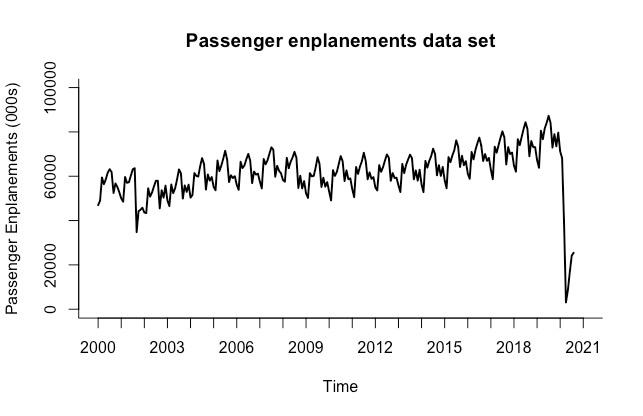 Passenger enplanements data set
Passenger Enplanements (000s)
100000
60000
20000
0
2000 2003 2006 2009 2012 2015 2018 2021
Time